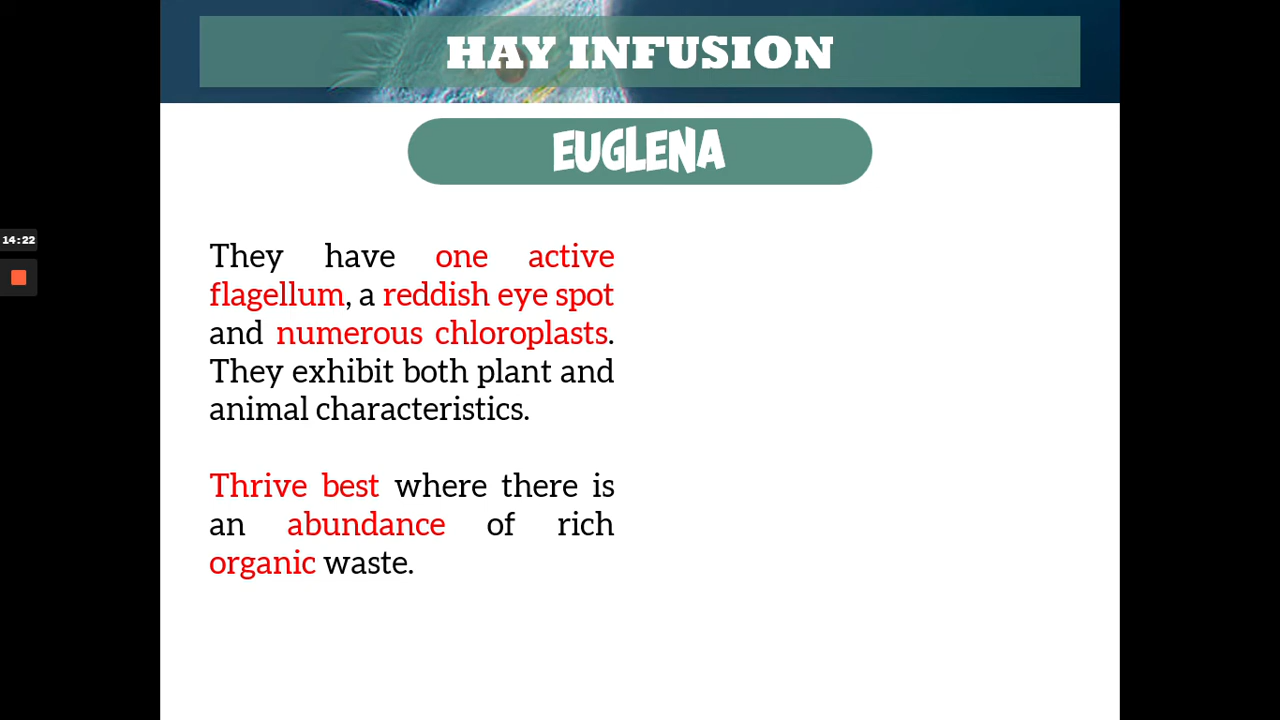 HAY INFUSION
EUGLENA
14:22
They have one active
flagellum, a reddish eye spot
and numerous chloroplasts.
They exhibit both plant and
animal characteristics.
Thrive best where there is
an abundance of rich
organic waste.